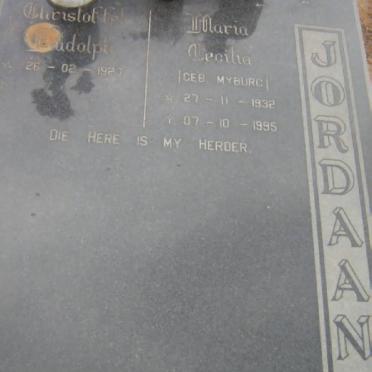 Christoffel
Rudolph
☆ 26 - 02 - 1927
Maria
Cecilia
[GEB. MYBURG]
☆ 27 - 11 - 1932
✝ 07 - 10 - 1995
DIE HERE IS MY HERDER.
JORDAAN